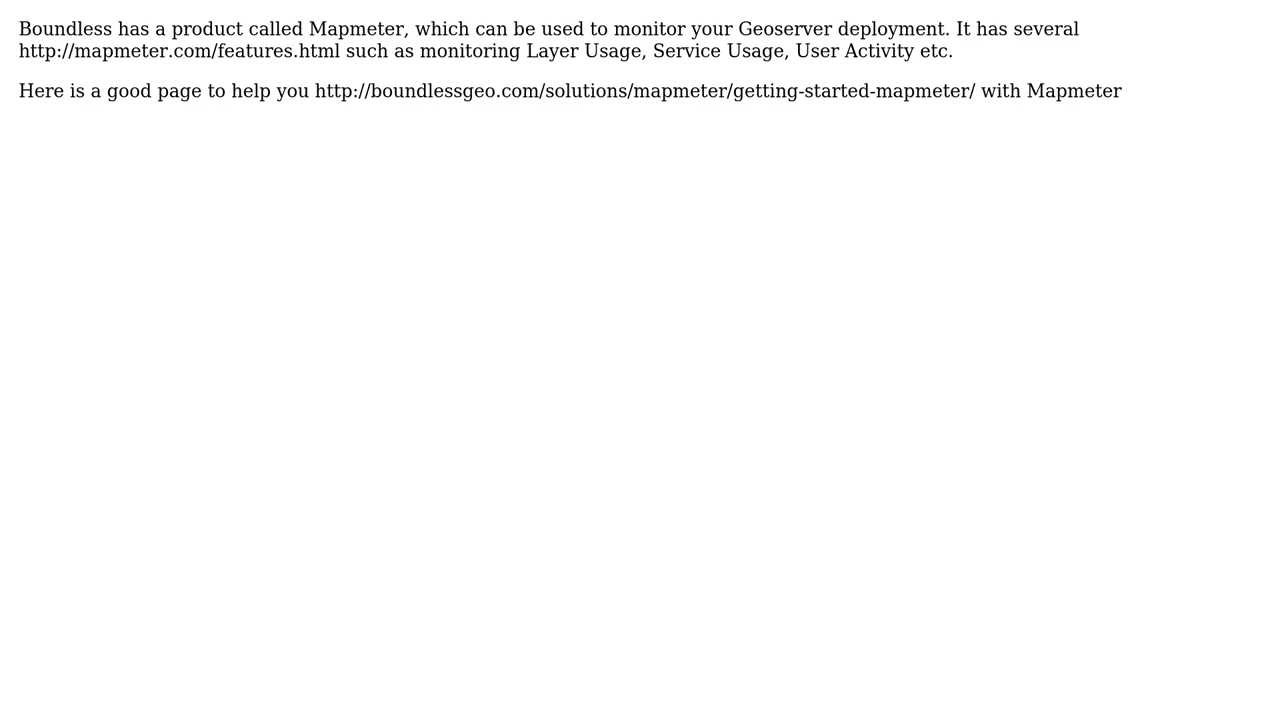 Boundless has a product called Mapmeter, which can be used to monitor your Geoserver deployment. It has several
http://mapmeter.com/features.html such as monitoring Layer Usage, Service Usage, User Activity etc.
Here is a good page to help you http://boundlessgeo.com/solutions/mapmeter/getting-started-mapmeter/ with Mapmeter